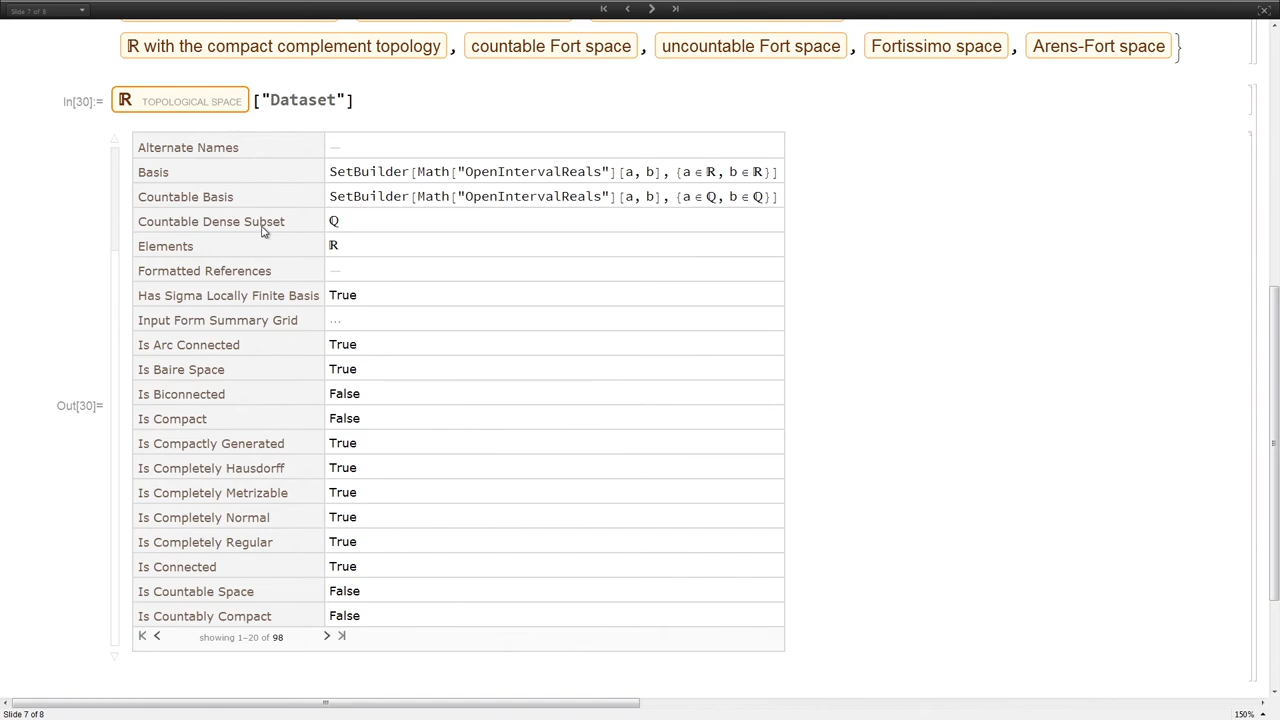 Slide 7 of 8
ℝ with the compact complement topology , countable Fort space , uncountable Fort space , Fortissimo space , Arens-Fort space }
In[30]:= ℝ TOPOLOGICAL SPACE ["Dataset"]
Alternate Names —
Basis SetBuilder[Math["OpenIntervalReals"][a, b], {a ∈ ℝ, b ∈ ℝ}]
Countable Basis SetBuilder[Math["OpenIntervalReals"][a, b], {a ∈ ℚ, b ∈ ℚ}]
Countable Dense Subset ℚ
Elements ℝ
Formatted References —
Has Sigma Locally Finite Basis True
Input Form Summary Grid ...
Is Arc Connected True
Is Baire Space True
Is Biconnected False
Out[30]=
Is Compact False
Is Compactly Generated True
Is Completely Hausdorff True
Is Completely Metrizable True
Is Completely Normal True
Is Completely Regular True
Is Connected True
Is Countable Space False
Is Countably Compact False
showing 1–20 of 98
Slide 7 of 8
150%